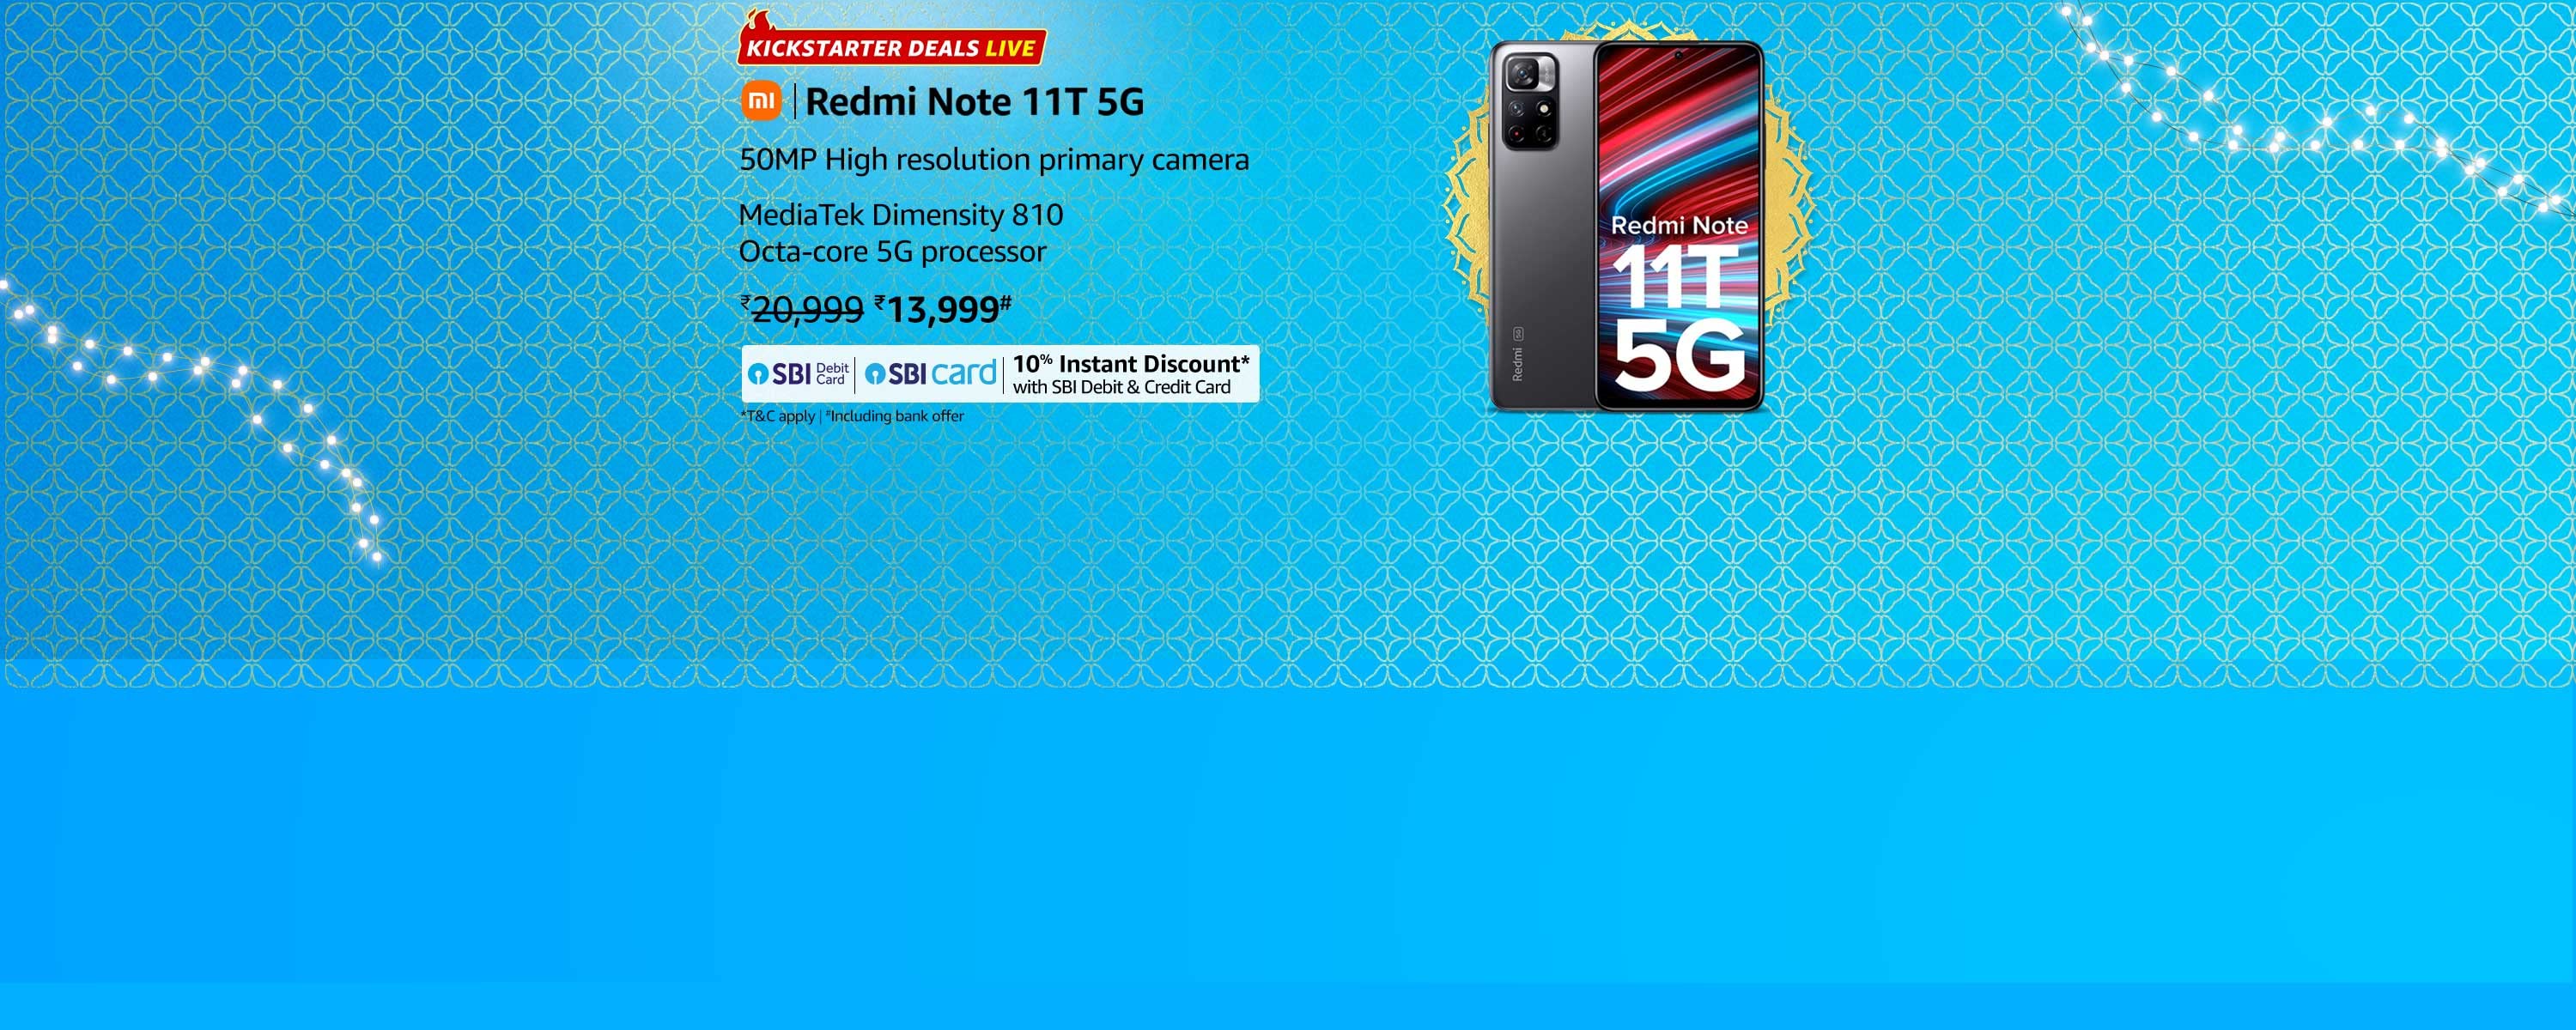 KICKSTARTER DEALS LIVE
mi | Redmi Note 11T 5G
50MP High resolution primary camera
MediaTek Dimensity 810
Octa-core 5G processor
₹20,999 ₹13,999#
SBI Debit Card | SBI card | 10% Instant Discount*
with SBI Debit & Credit Card
*T&C apply | #Including bank offer
Redmi Note
11T
5G
Redmi 5G